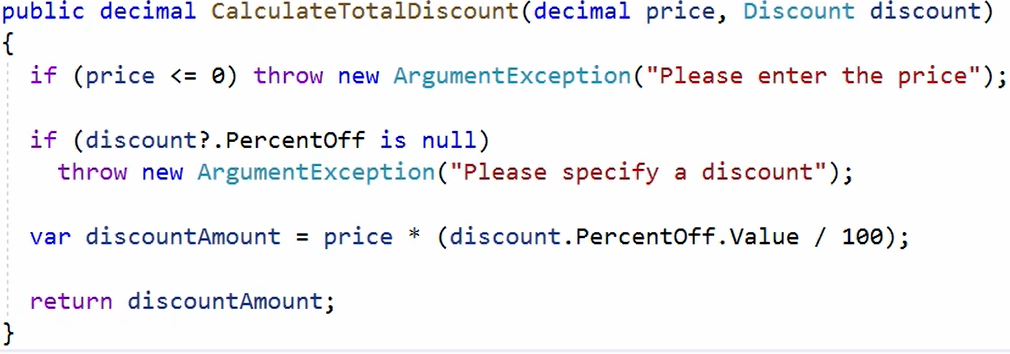 public decimal CalculateTotalDiscount(decimal price, Discount discount)
{
  if (price <= 0) throw new ArgumentException("Please enter the price");
  if (discount?.PercentOff is null)
    throw new ArgumentException("Please specify a discount");
  var discountAmount = price * (discount.PercentOff.Value / 100);
  return discountAmount;
}